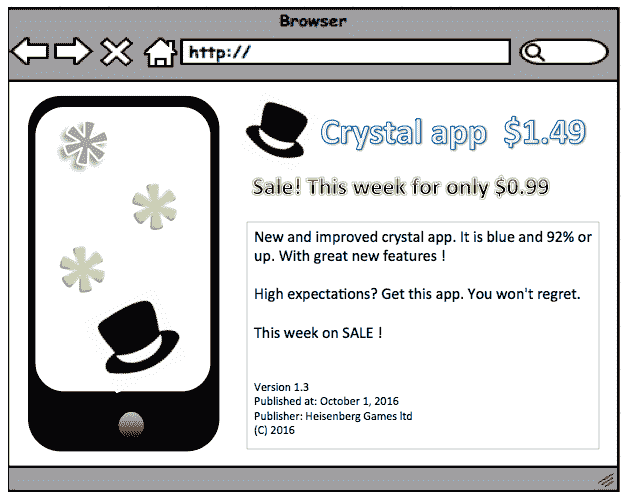 Browser
http://
Crystal app $1.49
Sale! This week for only $0.99
New and improved crystal app. It is blue and 92% or
up. With great new features !
High expectations? Get this app. You won't regret.
This week on SALE !
Version 1.3
Published at: October 1, 2016
Publisher: Heisenberg Games ltd
(C) 2016